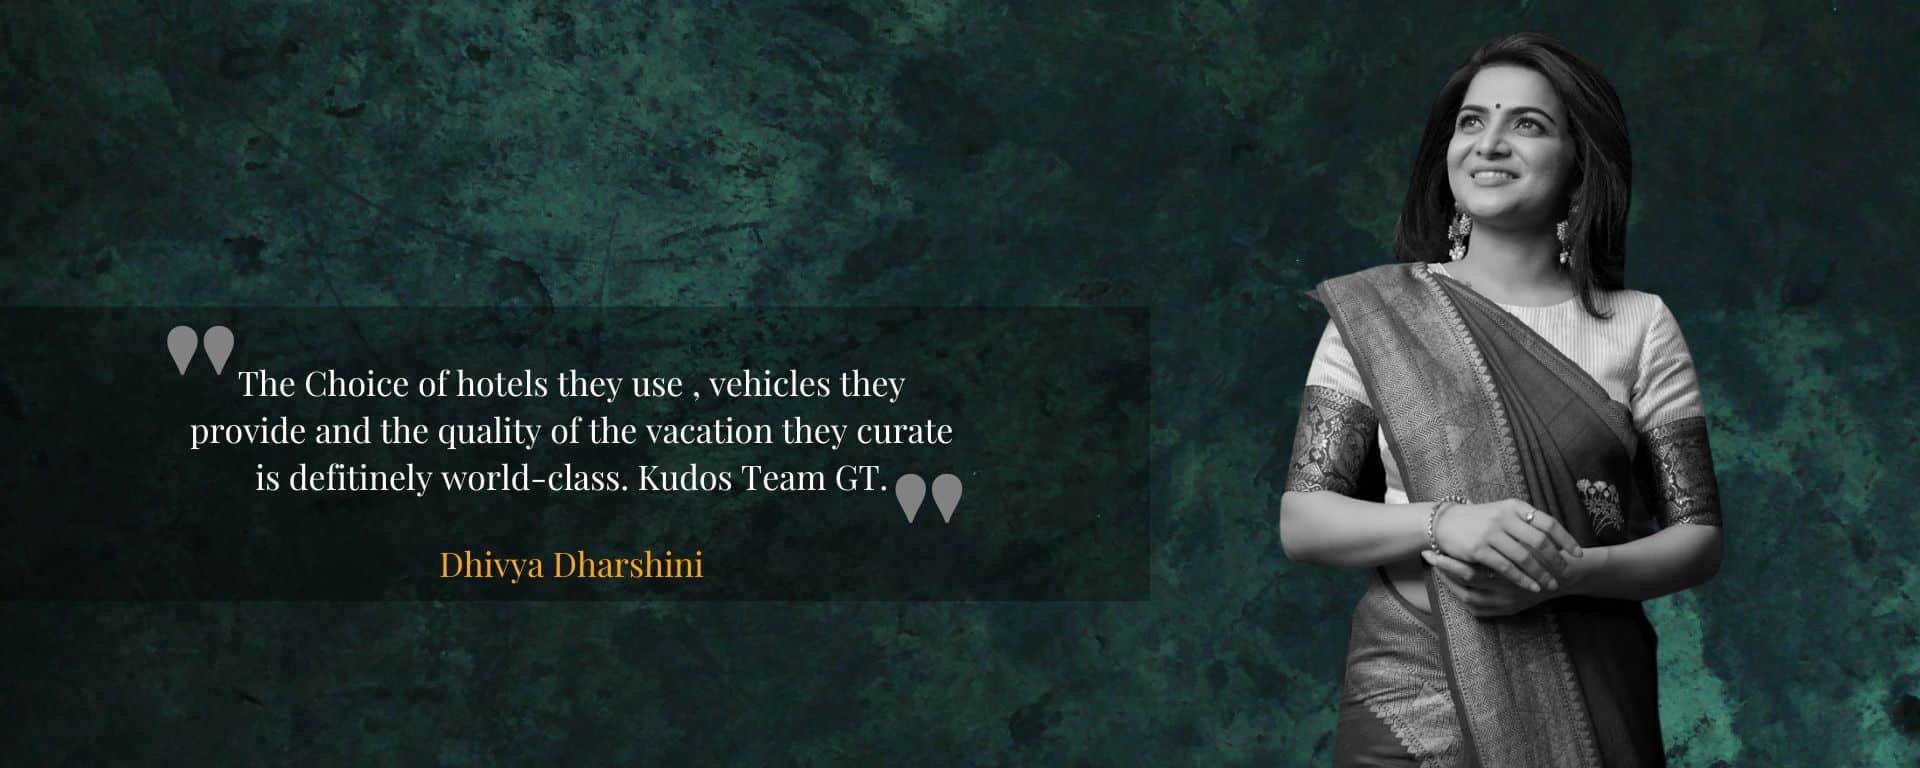 "The Choice of hotels they use , vehicles they
provide and the quality of the vacation they curate
is defitinely world-class. Kudos Team GT."
Dhivya Dharshini